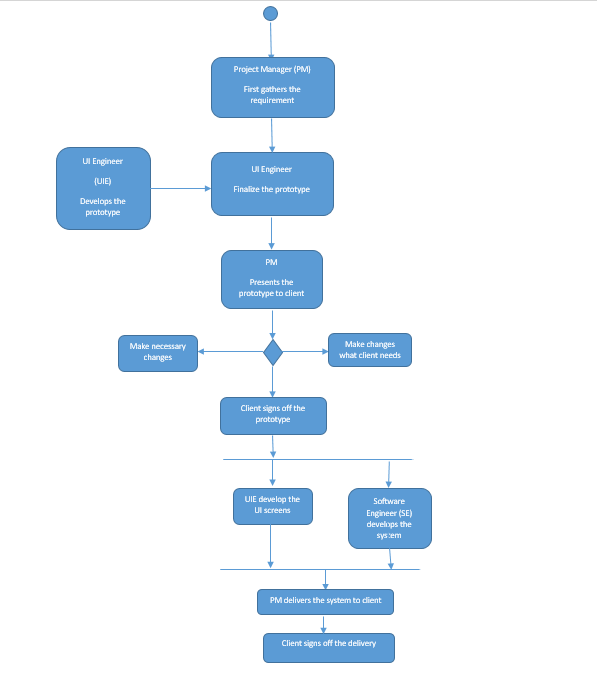 Project Manager (PM)
First gathers the
requirement
UI Engineer
(UIE)
Develops the
prototype
UI Engineer
Finalize the prototype
PM
Presents the
prototype to client
Make necessary
changes
Make changes
what client needs
Client signs off the
prototype
UIE develop the
UI screens
Software
Engineer (SE)
develops the
system
PM delivers the system to client
Client signs off the delivery